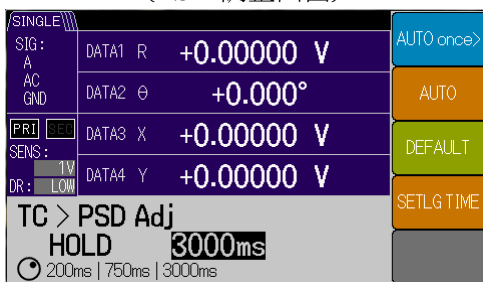 SINGLE
SIG:
A
AC
GND
PRI SEC
SENS:
1V
DR: LOW
DATA1 R +0.00000 V
DATA2 θ +0.000°
DATA3 X +0.00000 V
DATA4 Y +0.00000 V
TC > PSD Adj
HOLD 3000ms
200ms | 750ms | 3000ms
AUTO once>
AUTO
DEFAULT
SETLG TIME